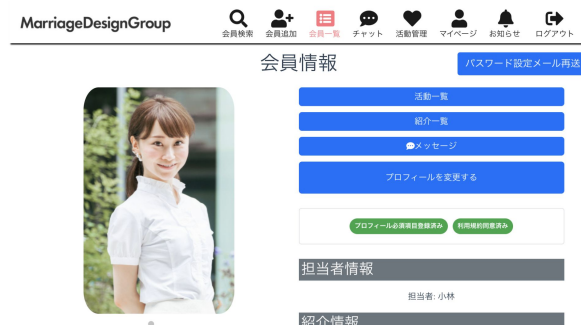 MarriageDesignGroup
会員検索 会員追加 会員一覧 チャット 活動管理 マイページ お知らせ ログアウト
会員情報
パスワード設定メール再送
活動一覧
紹介一覧
メッセージ
プロフィールを変更する
プロフィール必須項目登録済み 利用規約同意済み
担当者情報
担当者: 小林
紹介情報